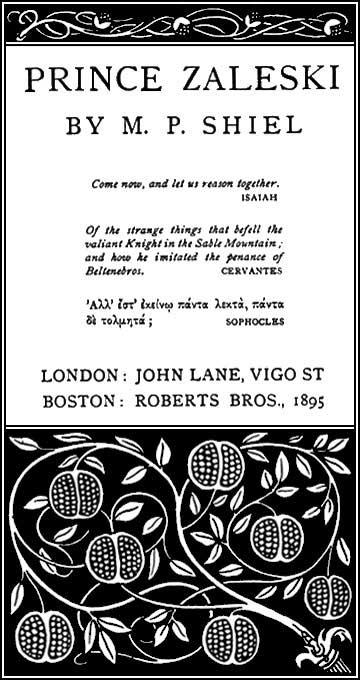 PRINCE ZALESKI
BY M. P. SHIEL
Come now, and let us reason together.
ISAIAH
Of the strange things that befell the
valiant Knight in the Sable Mountain;
and how he imitated the penance of
Beltenebros. CERVANTES
'Αλλ' ἔστ' ἐκείνῳ πάντα λεκτὰ, πάντα
δὲ τολμητά; SOPHOCLES
LONDON: JOHN LANE, VIGO ST
BOSTON: ROBERTS BROS., 1895